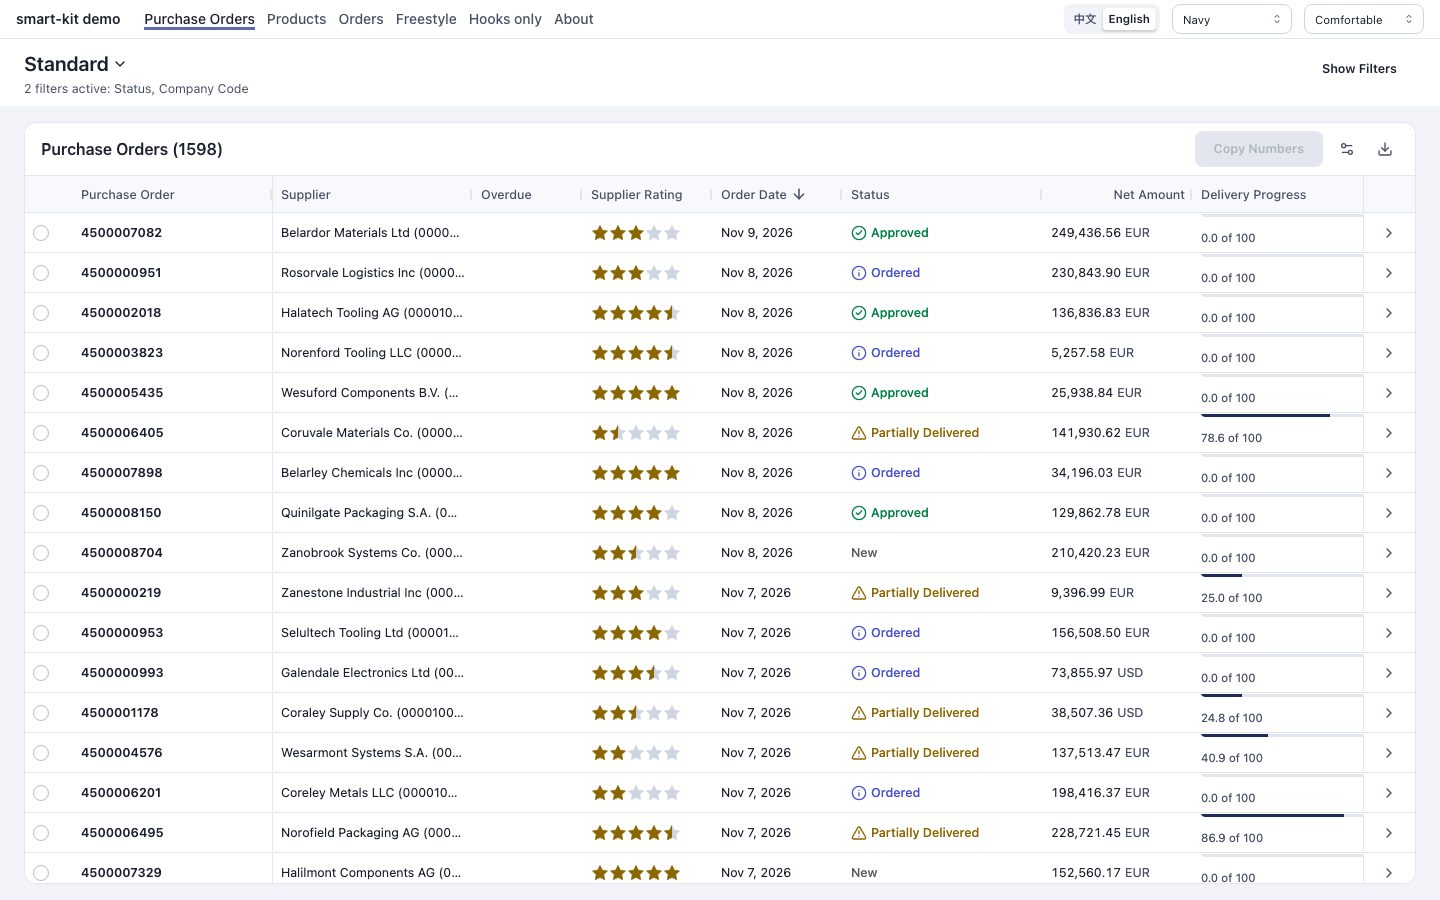 smart-kit demo Purchase Orders Products Orders Freestyle Hooks only About 中文 English Navy Comfortable
Standard
2 filters active: Status, Company Code
Show Filters
Purchase Orders (1598) Copy Numbers
Purchase Order Supplier Overdue Supplier Rating Order Date Status Net Amount Delivery Progress
4500007082 Belardor Materials Ltd (0000... Nov 9, 2026 Approved 249,436.56 EUR 0.0 of 100
4500000951 Rosorvale Logistics Inc (0000... Nov 8, 2026 Ordered 230,843.90 EUR 0.0 of 100
4500002018 Halatech Tooling AG (000010... Nov 8, 2026 Approved 136,836.83 EUR 0.0 of 100
4500003823 Norenford Tooling LLC (0000... Nov 8, 2026 Ordered 5,257.58 EUR 0.0 of 100
4500005435 Wesuford Components B.V. (... Nov 8, 2026 Approved 25,938.84 EUR 0.0 of 100
4500006405 Coruvale Materials Co. (0000... Nov 8, 2026 Partially Delivered 141,930.62 EUR 78.6 of 100
4500007898 Belarley Chemicals Inc (0000... Nov 8, 2026 Ordered 34,196.03 EUR 0.0 of 100
4500008150 Quinilgate Packaging S.A. (0... Nov 8, 2026 Approved 129,862.78 EUR 0.0 of 100
4500008704 Zanobrook Systems Co. (000... Nov 8, 2026 New 210,420.23 EUR 0.0 of 100
4500000219 Zanestone Industrial Inc (000... Nov 7, 2026 Partially Delivered 9,396.99 EUR 25.0 of 100
4500000953 Selultech Tooling Ltd (00001... Nov 7, 2026 Ordered 156,508.50 EUR 0.0 of 100
4500000993 Galendale Electronics Ltd (00... Nov 7, 2026 Ordered 73,855.97 USD 0.0 of 100
4500001178 Coraley Supply Co. (0000100... Nov 7, 2026 Partially Delivered 38,507.36 USD 24.8 of 100
4500004576 Wesarmont Systems S.A. (00... Nov 7, 2026 Partially Delivered 137,513.47 EUR 40.9 of 100
4500006201 Coreley Metals LLC (000010... Nov 7, 2026 Ordered 198,416.37 EUR 0.0 of 100
4500006495 Norofield Packaging AG (000... Nov 7, 2026 Partially Delivered 228,721.45 EUR 86.9 of 100
4500007329 Halilmont Components AG (0... Nov 7, 2026 New 152,560.17 EUR 0.0 of 100